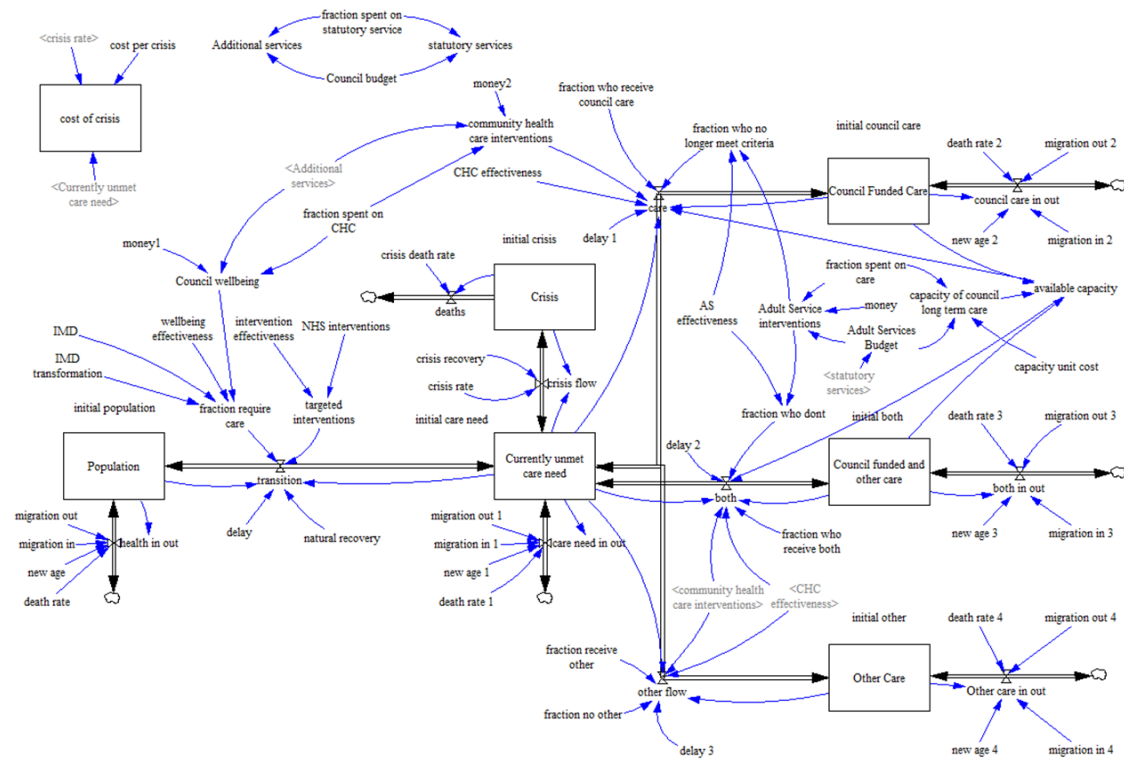 fraction spent on
statutory service
Additional services
statutory services
Council budget
<crisis rate>
cost per crisis
cost of crisis
<Currently unmet
care need>
money2
community health
care interventions
fraction who receive
council care
fraction who no
longer meet criteria
initial council care
Council Funded Care
death rate 2
migration out 2
council care in out
new age 2
migration in 2
<Additional
services>
CHC effectiveness
care
delay 1
fraction spent on
CHC
money1
Council wellbeing
initial crisis
crisis death rate
Crisis
deaths
AS
effectiveness
fraction spent on
care
money
Adult Service
interventions
capacity of council
long term care
available capacity
Adult Services
Budget
<statutory
services>
capacity unit cost
IMD
IMD
transformation
wellbeing
effectiveness
intervention
effectiveness
NHS interventions
crisis recovery
crisis rate
crisis flow
fraction require
care
targeted
interventions
initial population
initial care need
fraction who dont
initial both
Population
transition
delay
natural recovery
Currently unmet
care need
delay 2
both
Council funded and
other care
death rate 3
migration out 3
both in out
new age 3
migration in 3
fraction who
receive both
migration out
migration in
new age
death rate
health in out
migration out 1
migration in 1
new age 1
death rate 1
care need in out
<community health
care interventions>
<CHC
effectiveness>
fraction receive
other
other flow
fraction no other
delay 3
initial other
Other Care
death rate 4
migration out 4
Other care in out
new age 4
migration in 4